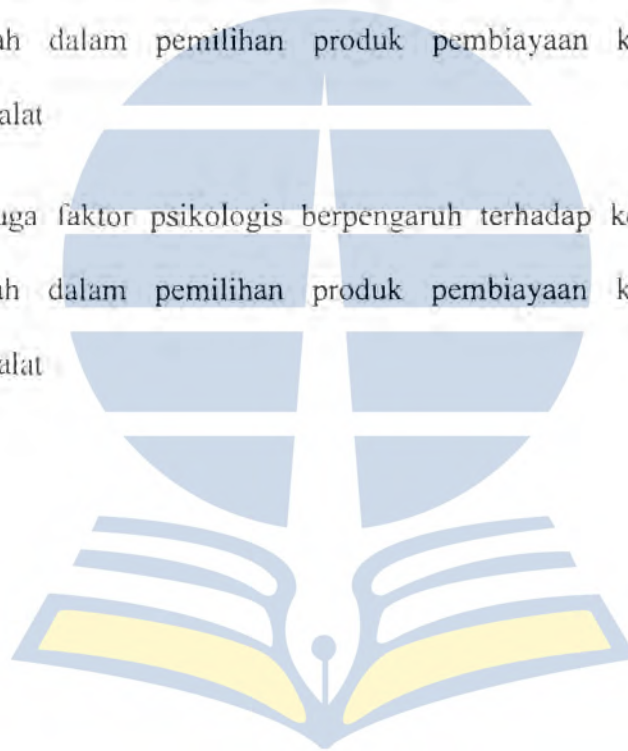 ah dalam pemilihan produk pembiayaan k
alat
uga faktor psikologis berpengaruh terhadap k
ah dalam pemilihan produk pembiayaan k
alat